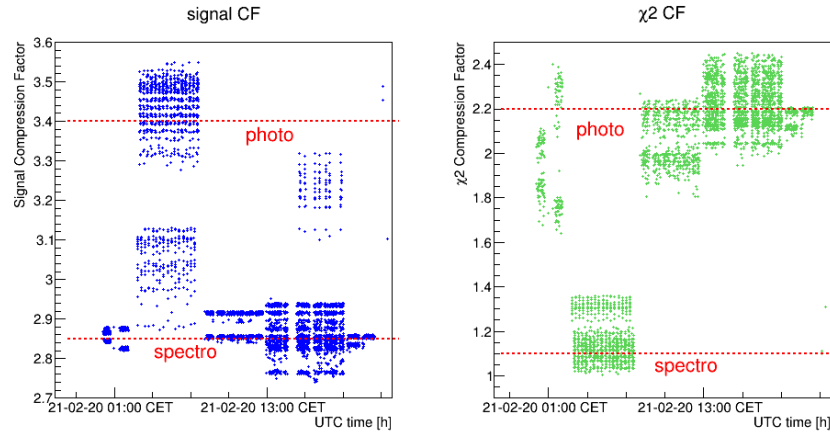 signal CF
Signal Compression Factor
3.6
3.5
3.4
3.3
3.2
3.1
3
2.9
2.8
2.7
photo
spectro
21-02-20 01:00 CET
21-02-20 13:00 CET
UTC time [h]
χ2 CF
χ2 Compression Factor
2.4
2.2
2
1.8
1.6
1.4
1.2
1
photo
spectro
21-02-20 01:00 CET
21-02-20 13:00 CET
UTC time [h]